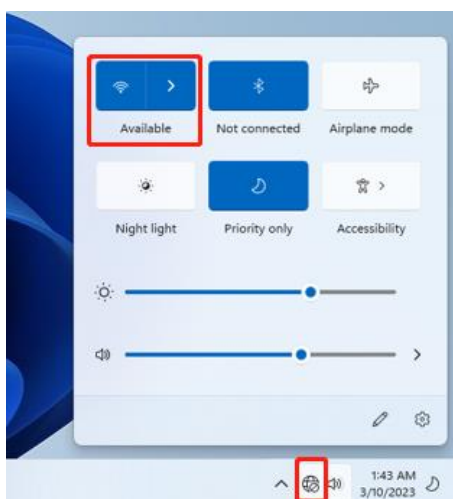 Available Not connected Airplane mode
Night light Priority only Accessibility
1:43 AM
3/10/2023